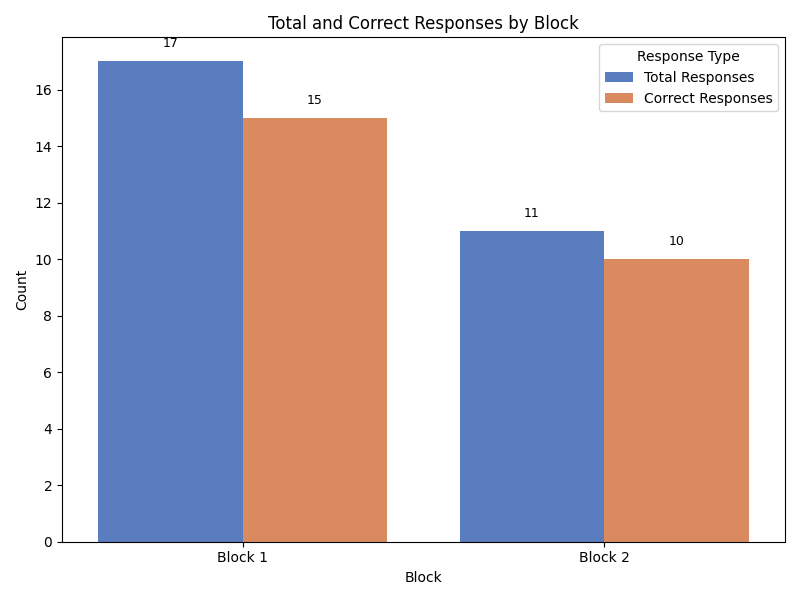 Total and Correct Responses by Block
17
Response Type
Total Responses
Correct Responses
16
15
14
12
11
10
10
Count
8
6
4
2
0
Block 1
Block 2
Block